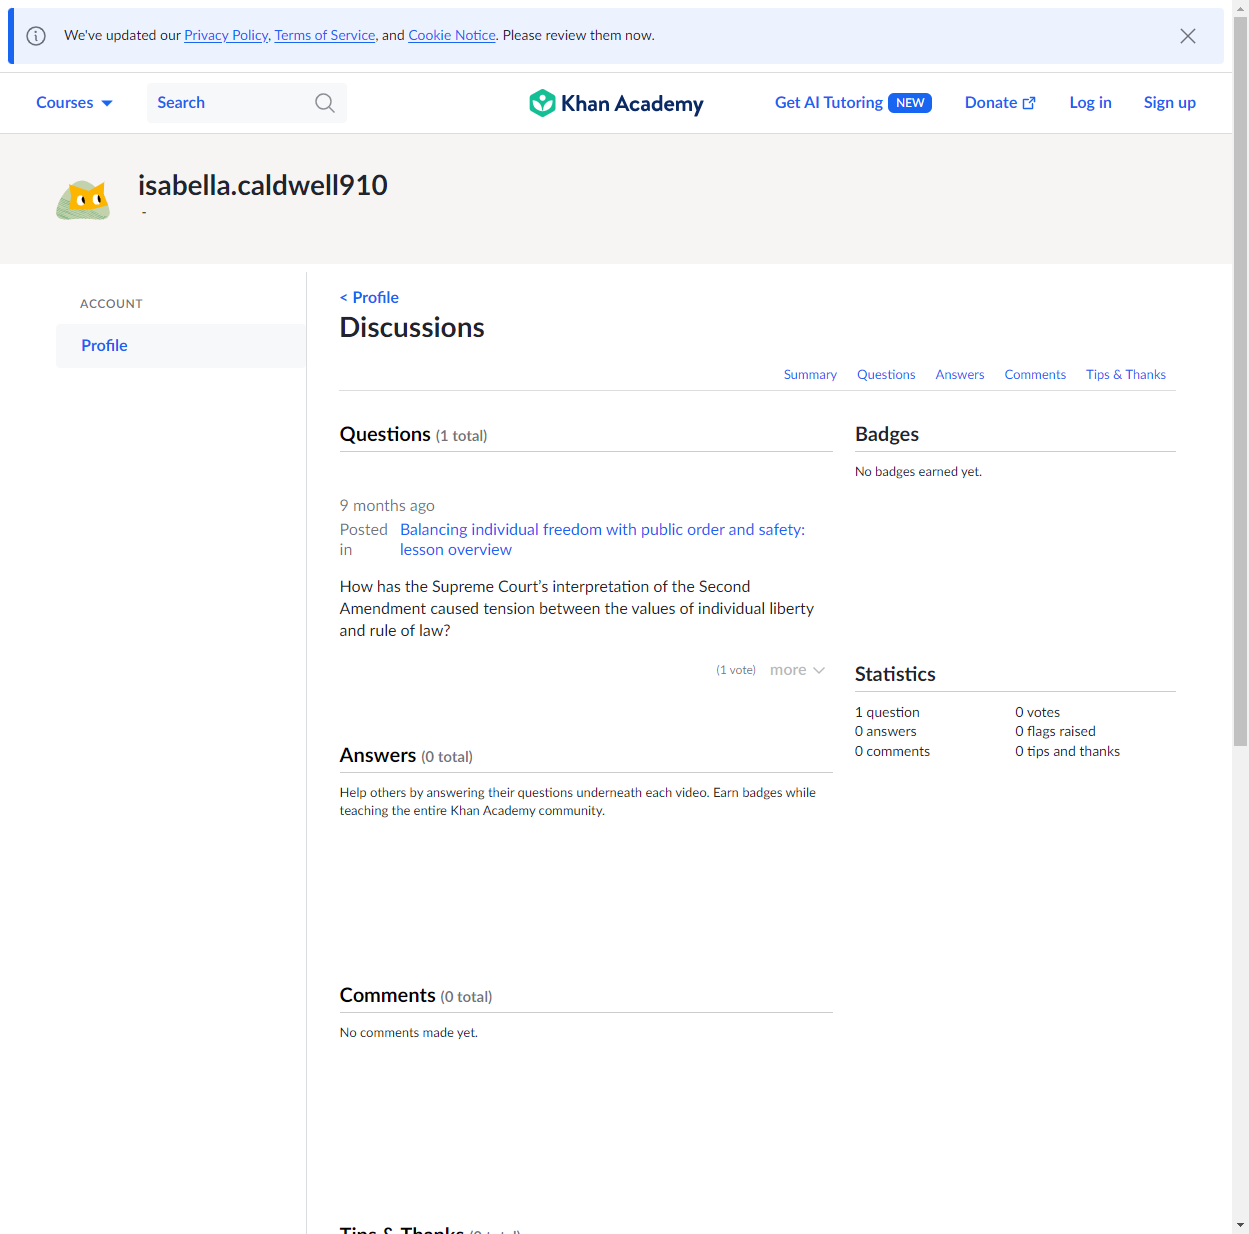 We've updated our Privacy Policy, Terms of Service, and Cookie Notice. Please review them now.
Courses Search Khan Academy Get AI Tutoring NEW Donate Log in Sign up
isabella.caldwell910
-
ACCOUNT
Profile
< Profile
Discussions
Summary Questions Answers Comments Tips & Thanks
Questions (1 total)
9 months ago
Posted in Balancing individual freedom with public order and safety:
lesson overview
How has the Supreme Court’s interpretation of the Second
Amendment caused tension between the values of individual liberty
and rule of law?
(1 vote) more
Answers (0 total)
Help others by answering their questions underneath each video. Earn badges while
teaching the entire Khan Academy community.
Comments (0 total)
No comments made yet.
Tips & Thanks (0 total)
Badges
No badges earned yet.
Statistics
1 question 0 votes
0 answers 0 flags raised
0 comments 0 tips and thanks